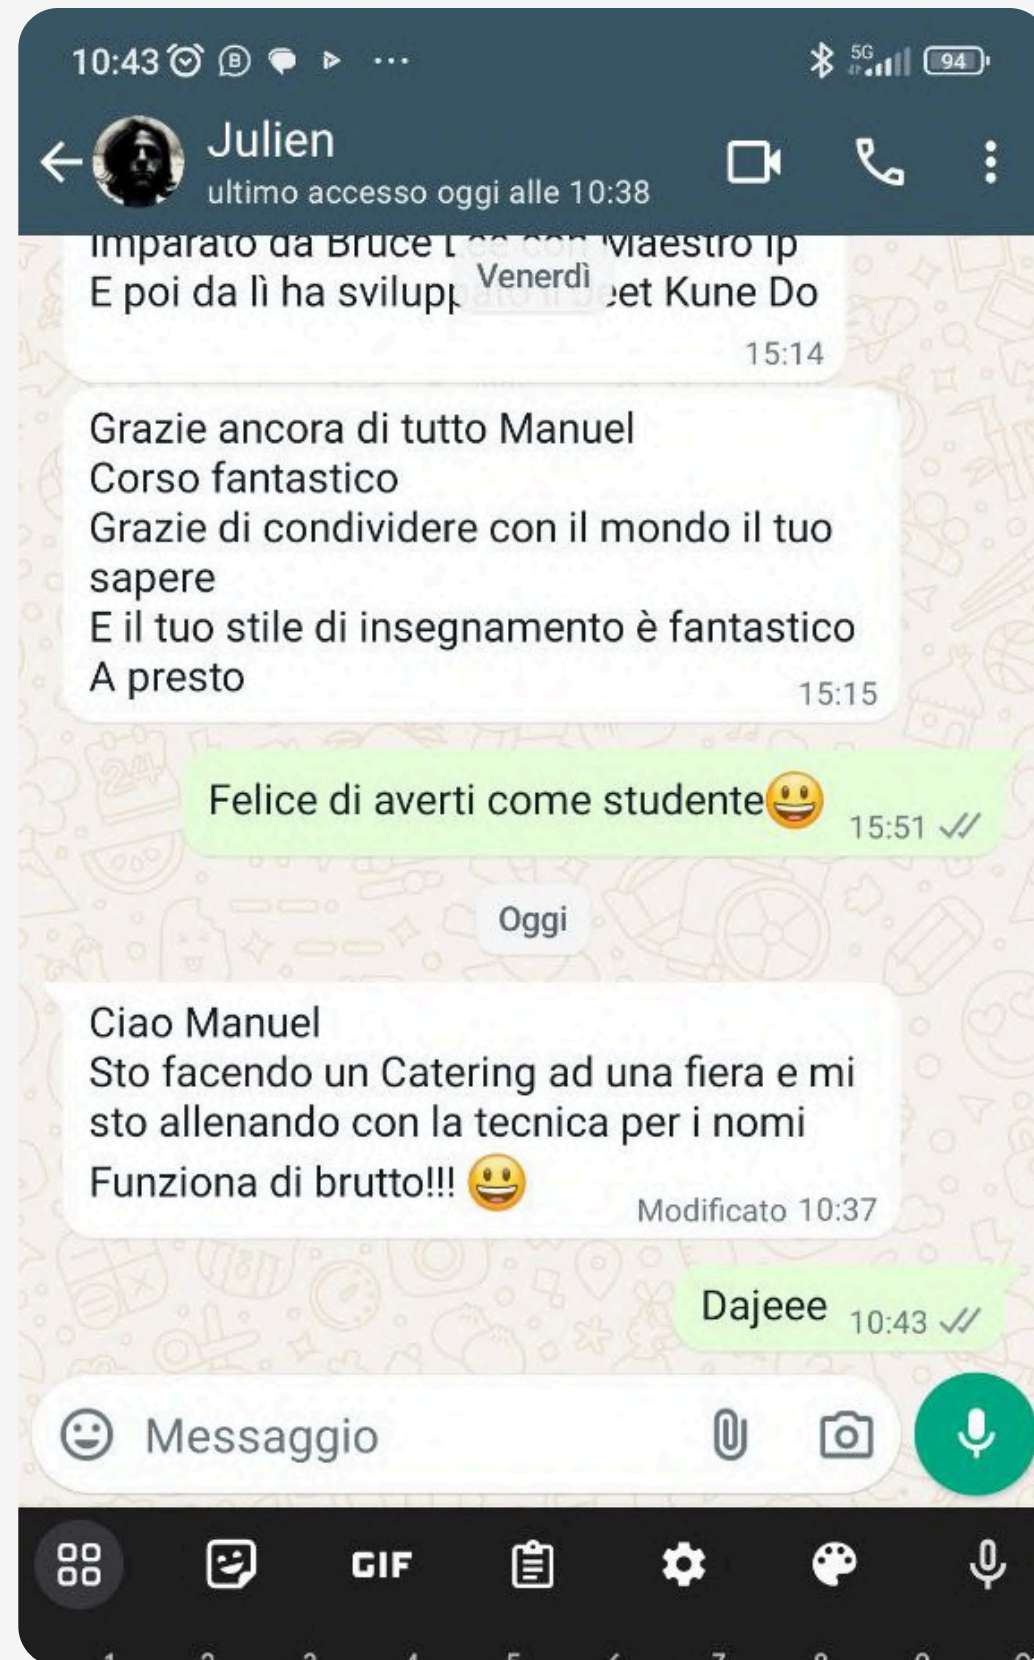 10:43
5G
94
Julien
ultimo accesso oggi alle 10:38
Imparato da Bruce Maestro Ip
Venerdì
E poi da lì ha Kune Do
15:14
Grazie ancora di tutto Manuel
Corso fantastico
Grazie di condividere con il mondo il tuo
sapere
E il tuo stile di insegnamento è fantastico
A presto
15:15
Felice di averti come studente
15:51
Oggi
Ciao Manuel
Sto facendo un Catering ad una fiera e mi
sto allenando con la tecnica per i nomi
Funziona di brutto!!!
Modificato 10:37
Dajeee
10:43
Messaggio
GIF